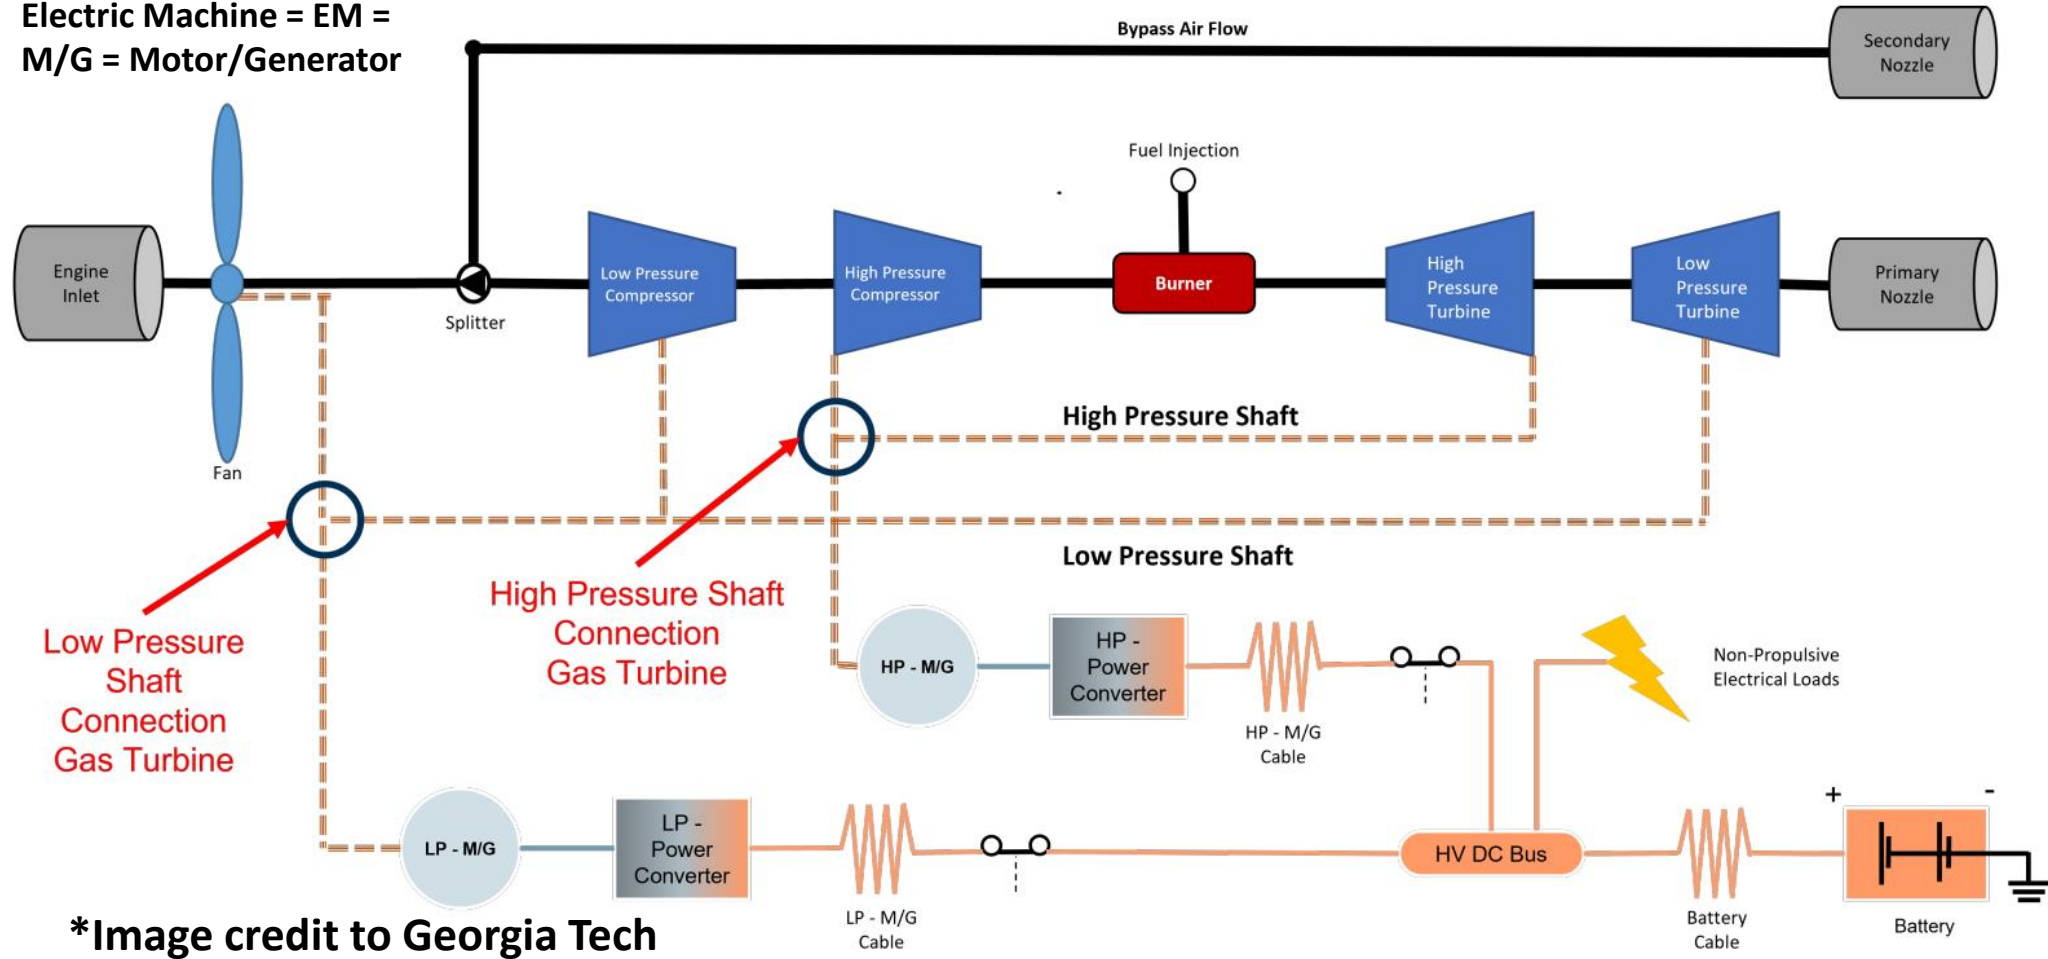 Electric Machine = EM =
M/G = Motor/Generator
Bypass Air Flow
Secondary
Nozzle
Fuel Injection
Engine
Inlet
Splitter
Low Pressure
Compressor
High Pressure
Compressor
Burner
High
Pressure
Turbine
Low
Pressure
Turbine
Primary
Nozzle
Fan
High Pressure Shaft
Low Pressure Shaft
High Pressure Shaft
Connection
Gas Turbine
Low Pressure
Shaft
Connection
Gas Turbine
HP - M/G
HP -
Power
Converter
HP - M/G
Cable
Non-Propulsive
Electrical Loads
LP - M/G
LP -
Power
Converter
LP - M/G
Cable
HV DC Bus
Battery
Cable
+ -
Battery
*Image credit to Georgia Tech